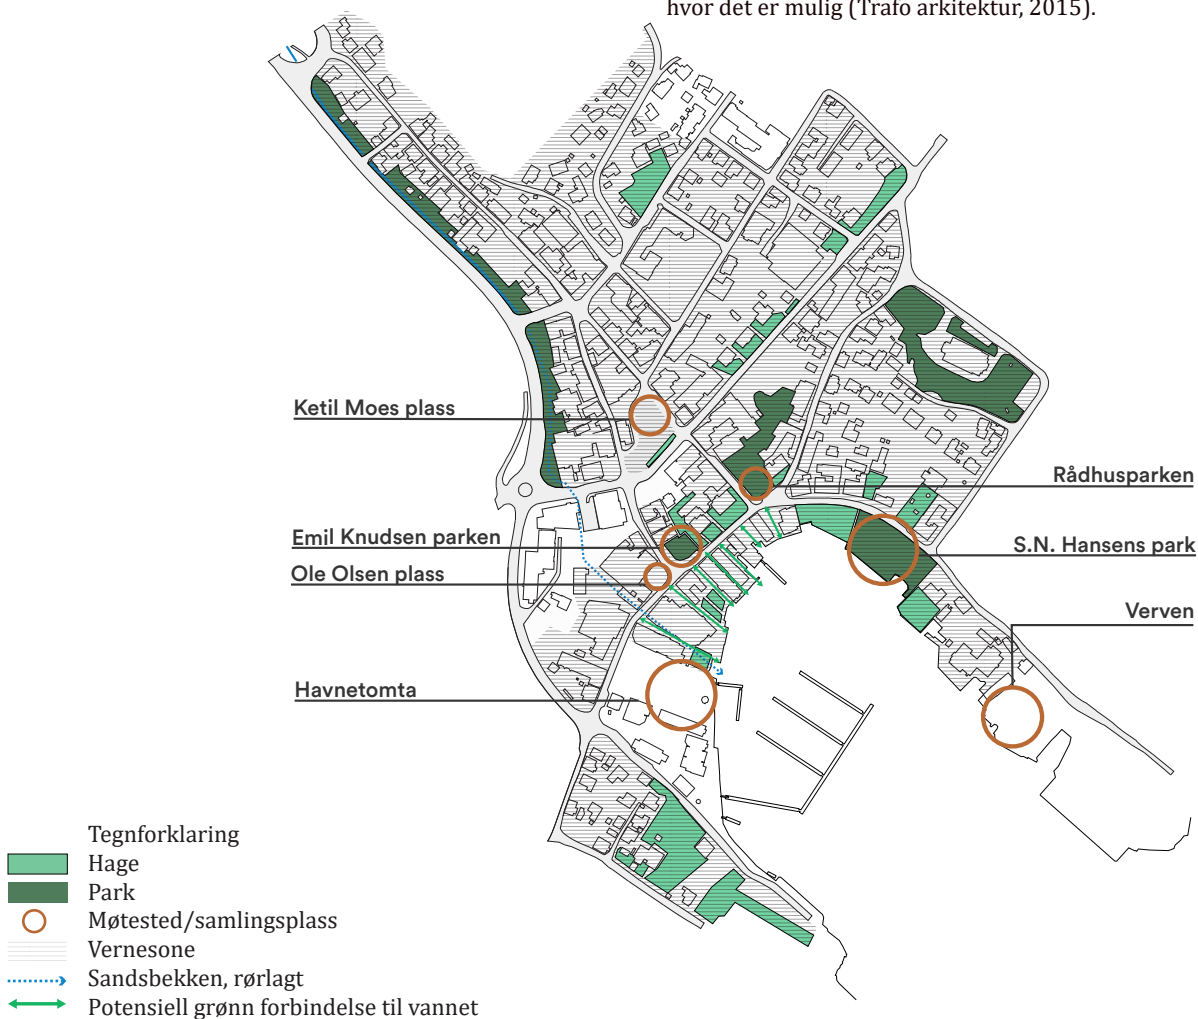 hvor det er mulig (Trafo arkitektur, 2015).
Ketil Moes plass
Rådhusparken
Emil Knudsen parken
S.N. Hansens park
Ole Olsen plass
Verven
Havnetomta
Tegnforklaring
Hage
Park
Møtested/samlingsplass
Vernesone
Sandsbekken, rørlagt
Potensiell grønn forbindelse til vannet